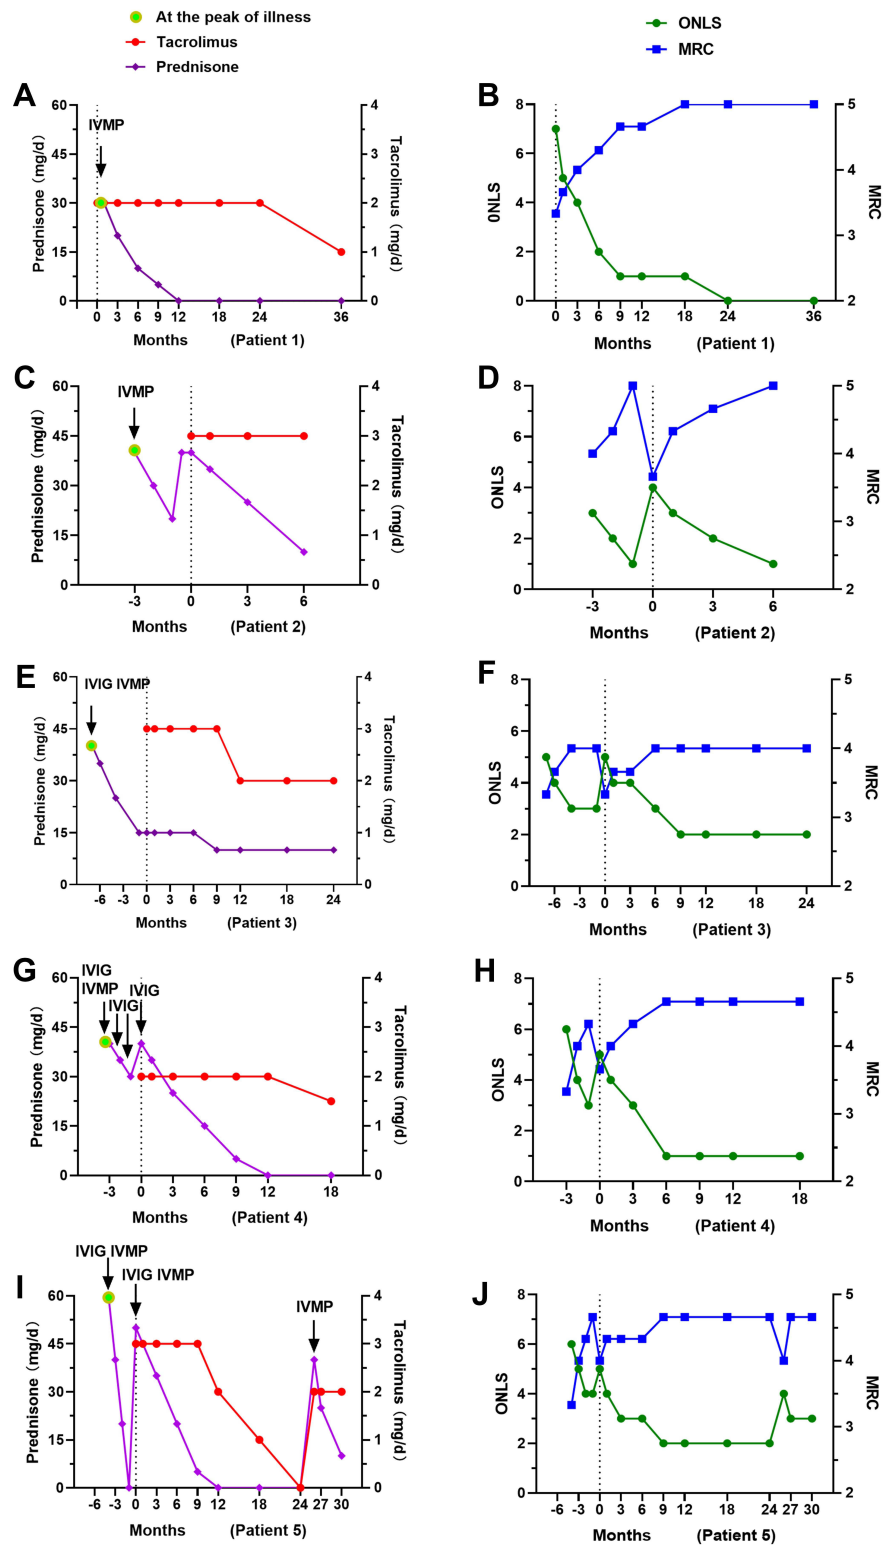 At the peak of illness
Tacrolimus
Prednisone
ONLS
MRC
A
60
45
30
15
0
Prednisone (mg/d)
IVMP
4
3
2
1
0
Tacrolimus (mg/d)
0 3 6 9 12 18 24 36
Months (Patient 1)
B
8
6
4
2
0
0NLS
5
4
3
2
MRC
0 3 6 9 12 18 24 36
Months (Patient 1)
C
60
45
30
15
0
Prednisolone (mg/d)
IVMP
4
3
2
1
0
Tacrolimus (mg/d)
-3 0 3 6
Months (Patient 2)
D
8
6
4
2
0
ONLS
5
4
3
2
MRC
-3 0 3 6
Months (Patient 2)
E
60
45
30
15
0
Prednisone (mg/d)
IVIG IVMP
4
3
2
1
0
Tacrolimus (mg/d)
-6 -3 0 3 6 9 12 18 24
Months (Patient 3)
F
8
6
4
2
0
ONLS
5
4
3
2
MRC
-6 -3 0 3 6 9 12 18 24
Months (Patient 3)
G
60
45
30
15
0
Prednisone (mg/d)
IVIG
IVMP
IVIG
IVIG
4
3
2
1
0
Tacrolimus (mg/d)
-3 0 3 6 9 12 18
Months (Patient 4)
H
8
6
4
2
0
ONLS
5
4
3
2
MRC
-3 0 3 6 9 12 18
Months (Patient 4)
I
60
45
30
15
0
Prednisone (mg/d)
IVIG IVMP
IVIG IVMP
IVMP
4
3
2
1
0
Tacrolimus (mg/d)
-6 -3 0 3 6 9 12 18 24 27 30
Months (Patient 5)
J
8
6
4
2
0
ONLS
5
4
3
2
MRC
-6 -3 0 3 6 9 12 18 24 27 30
Months (Patient 5)